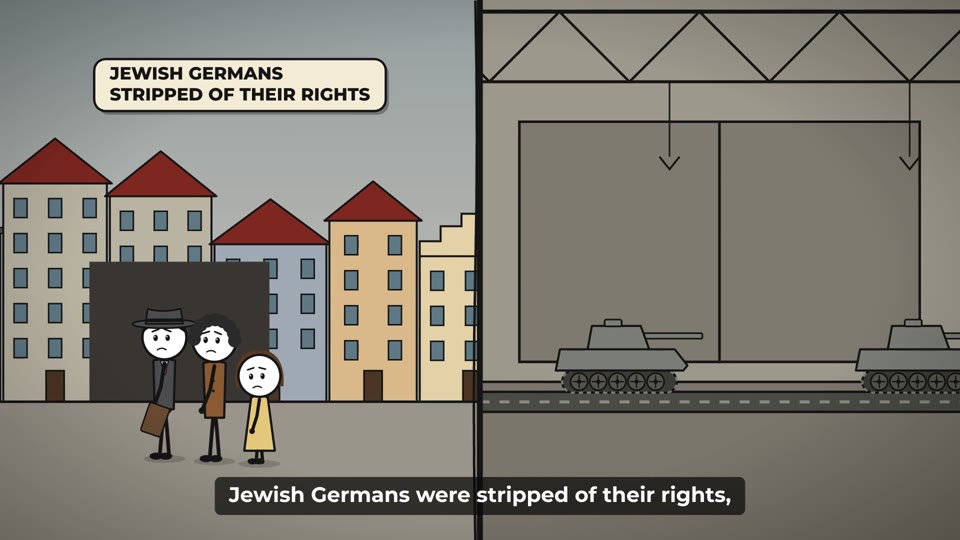 JEWISH GERMANS
STRIPPED OF THEIR RIGHTS
Jewish Germans were stripped of their rights,